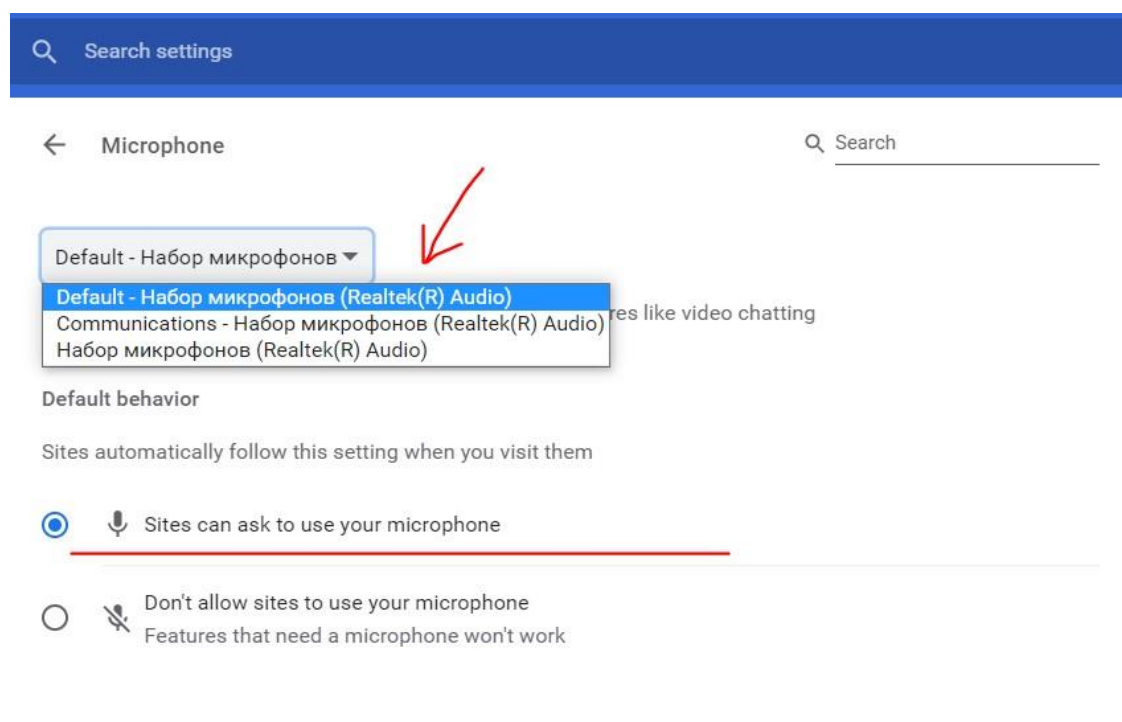 Search settings
Microphone
Search
Default - Набор микрофонов
Default - Набор микрофонов (Realtek(R) Audio)
Communications - Набор микрофонов (Realtek(R) Audio)
Набор микрофонов (Realtek(R) Audio)
like video chatting
Default behavior
Sites automatically follow this setting when you visit them
Sites can ask to use your microphone
Don't allow sites to use your microphone
Features that need a microphone won't work